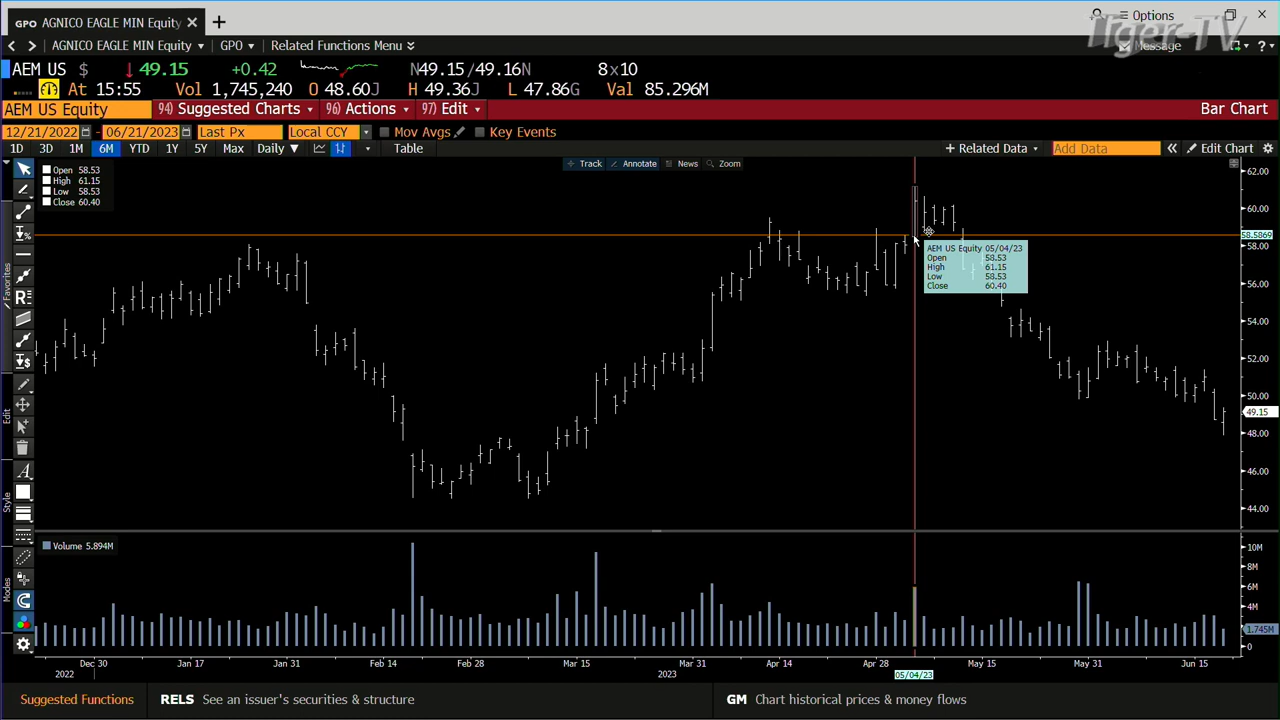 GPO AGNICO EAGLE MIN Equity
Options
AGNICO EAGLE MIN Equity GPO Related Functions Menu
Message
Tiger-TV
AEM US $ 49.15 +0.42 N49.15/49.16N 8x10
At 15:55 Vol 1,745,240 O 48.60J H 49.36J L 47.86G Val 85.296M
AEM US Equity 94) Suggested Charts 96) Actions 97) Edit Bar Chart
12/21/2022 - 06/21/2023 Last Px Local CCY Mov Avgs Key Events
1D 3D 1M 6M YTD 1Y 5Y Max Daily Table + Related Data Add Data Edit Chart
Track Annotate News Zoom
Open 58.53
High 61.15
Low 58.53
Close 60.40
62.00
60.00
58.5869
58.00
56.00
54.00
52.00
50.00
49.15
48.00
46.00
44.00
AEM US Equity 05/04/23
Open 58.53
High 61.15
Low 58.53
Close 60.40
Favorites
Edit
Style
Modes
Volume 5.894M
10M
8M
6M
4M
1.745M
0
Dec 30 Jan 17 Jan 31 Feb 14 Feb 28 Mar 15 Mar 31 Apr 14 Apr 28 May 15 May 31 Jun 15
2022 2023 05/04/23
Suggested Functions RELS See an issuer's securities & structure GM Chart historical prices & money flows